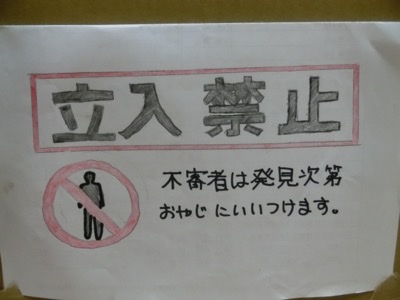 立入禁止
不審者は発見次第
おやじにいいつけます。